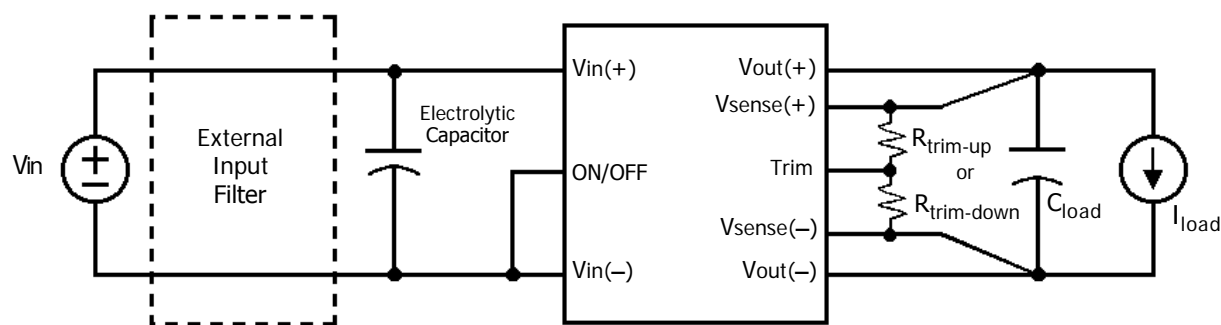 Vin
External
Input
Filter
Electrolytic
Capacitor
Vin(+)
ON/OFF
Vin(–)
Vout(+)
Vsense(+)
Trim
Vsense(–)
Vout(–)
Rtrim-up
or
Rtrim-down
Cload
Iload